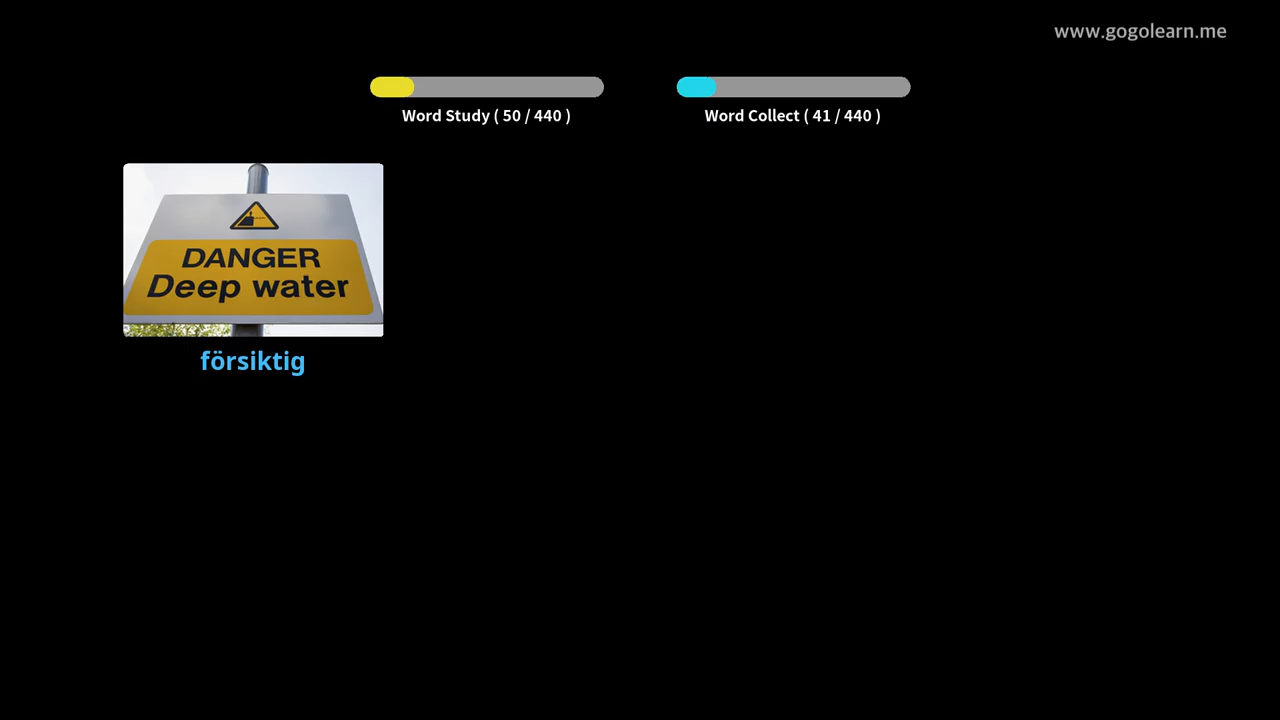 www.gogolearn.me
Word Study ( 50 / 440 )
Word Collect ( 41 / 440 )
DANGER
Deep water
försiktig